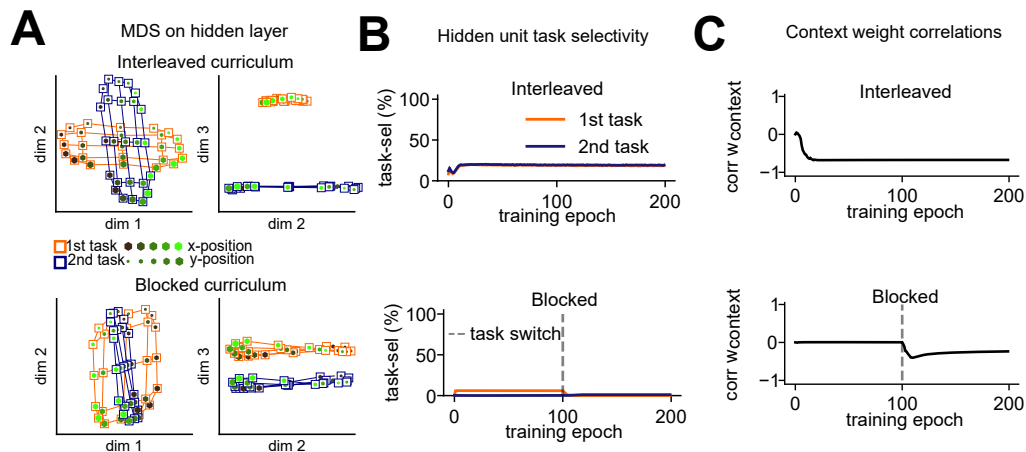 A
MDS on hidden layer
Interleaved curriculum
dim 2
dim 1
dim 3
dim 2
1st task
x-position
2nd task
y-position
Blocked curriculum
dim 2
dim 1
dim 3
dim 2
B
Hidden unit task selectivity
Interleaved
task-sel (%)
100
50
0
1st task
2nd task
0
100
200
training epoch
Blocked
task-sel (%)
100
50
0
task switch
0
100
200
training epoch
C
Context weight correlations
Interleaved
corr wcontext
1
0
−1
0
100
200
training epoch
Blocked
corr wcontext
1
0
−1
0
100
200
training epoch